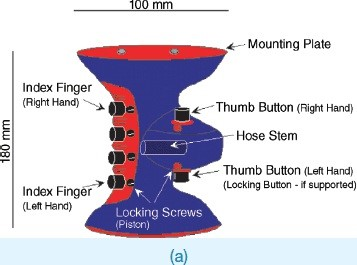 100 mm
Mounting Plate
Index Finger
(Right Hand)
Thumb Button (Right Hand)
180 mm
Hose Stem
Thumb Button (Left Hand)
(Locking Button - if supported)
Index Finger
(Left Hand)
Locking Screws
(Piston)
(a)